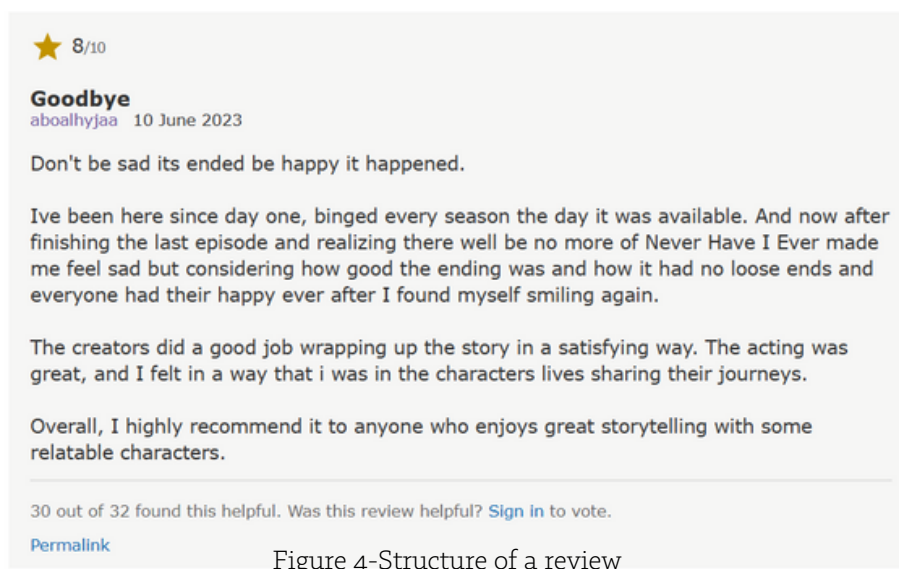 8/10
Goodbye
aboalhyjaa 10 June 2023
Don't be sad its ended be happy it happened.
Ive been here since day one, binged every season the day it was available. And now after
finishing the last episode and realizing there well be no more of Never Have I Ever made
me feel sad but considering how good the ending was and how it had no loose ends and
everyone had their happy ever after I found myself smiling again.
The creators did a good job wrapping up the story in a satisfying way. The acting was
great, and I felt in a way that i was in the characters lives sharing their journeys.
Overall, I highly recommend it to anyone who enjoys great storytelling with some
relatable characters.
30 out of 32 found this helpful. Was this review helpful? Sign in to vote.
Permalink
Figure 4-Structure of a review